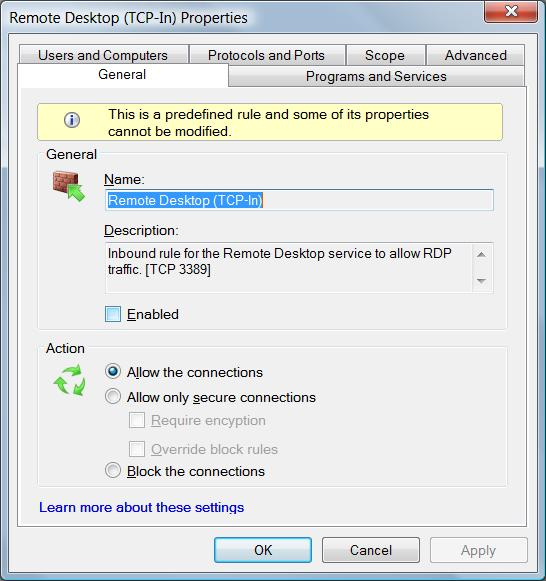 Remote Desktop (TCP-In) Properties
Users and Computers
Protocols and Ports
Scope
Advanced
General
Programs and Services
This is a predefined rule and some of its properties
cannot be modified.
General
Name:
Remote Desktop (TCP-In)
Description:
Inbound rule for the Remote Desktop service to allow RDP
traffic. [TCP 3389]
Enabled
Action
Allow the connections
Allow only secure connections
Require encyption
Override block rules
Block the connections
Learn more about these settings
OK
Cancel
Apply